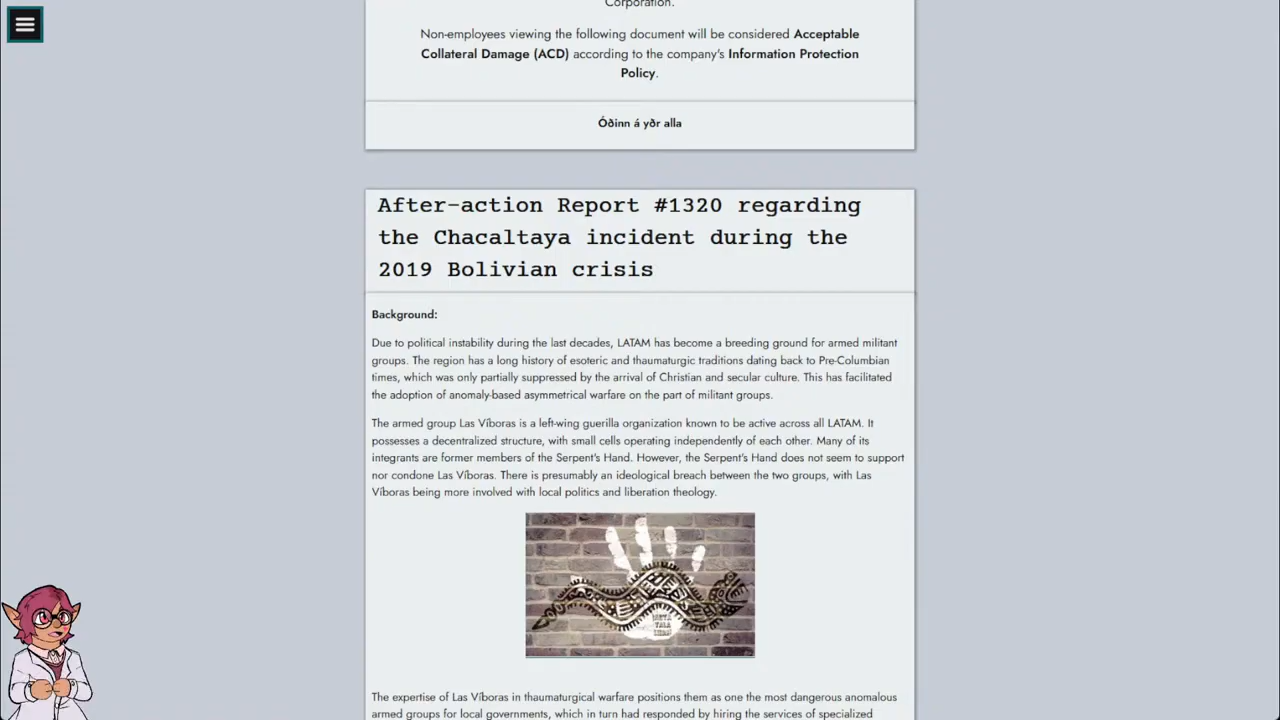 Corporation.
Non-employees viewing the following document will be considered Acceptable
Collateral Damage (ACD) according to the company's Information Protection
Policy.
Óðinn á yðr alla
After-action Report #1320 regarding
the Chacaltaya incident during the
2019 Bolivian crisis
Background:
Due to political instability during the last decades, LATAM has become a breeding ground for armed militant
groups. The region has a long history of esoteric and thaumaturgic traditions dating back to Pre-Columbian
times, which was only partially suppressed by the arrival of Christian and secular culture. This has facilitated
the adoption of anomaly-based asymmetrical warfare on the part of militant groups.
The armed group Las Víboras is a left-wing guerilla organization known to be active across all LATAM. It
possesses a decentralized structure, with small cells operating independently of each other. Many of its
integrants are former members of the Serpent's Hand. However, the Serpent's Hand does not seem to support
nor condone Las Víboras. There is presumably an ideological breach between the two groups, with Las
Víboras being more involved with local politics and liberation theology.
The expertise of Las Víboras in thaumaturgical warfare positions them as one the most dangerous anomalous
armed groups for local governments, which in turn had responded by hiring the services of specialized